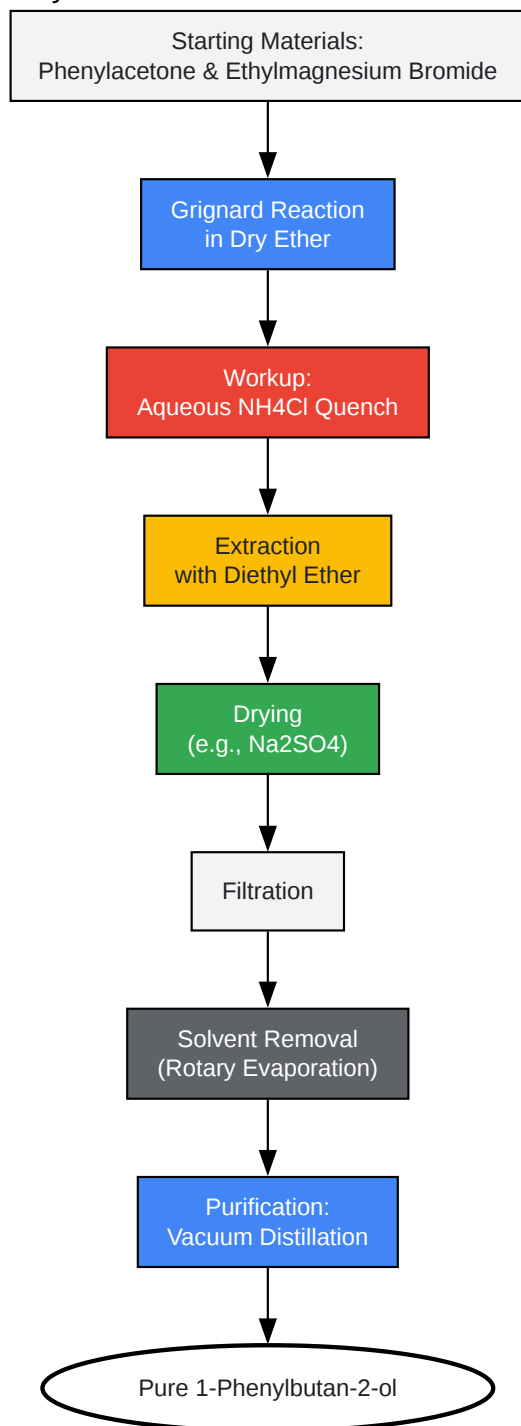 Starting Materials:
Phenylacetone & Ethylmagnesium Bromide
Grignard Reaction
in Dry Ether
Workup:
Aqueous NH4Cl Quench
Extraction
with Diethyl Ether
Drying
(e.g., Na2SO4)
Filtration
Solvent Removal
(Rotary Evaporation)
Purification:
Vacuum Distillation
Pure 1-Phenylbutan-2-ol